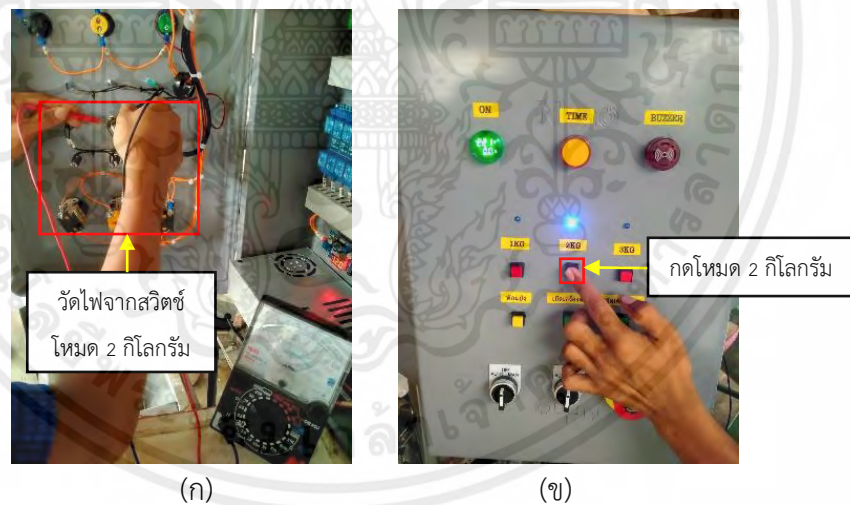 ON
TIME
BUZZER
1KG
2KG
3KG
กดโหมด 2 กิโลกรัม
วัดไฟจากสวิตช์
โหมด 2 กิโลกรัม
(ก)
(ข)